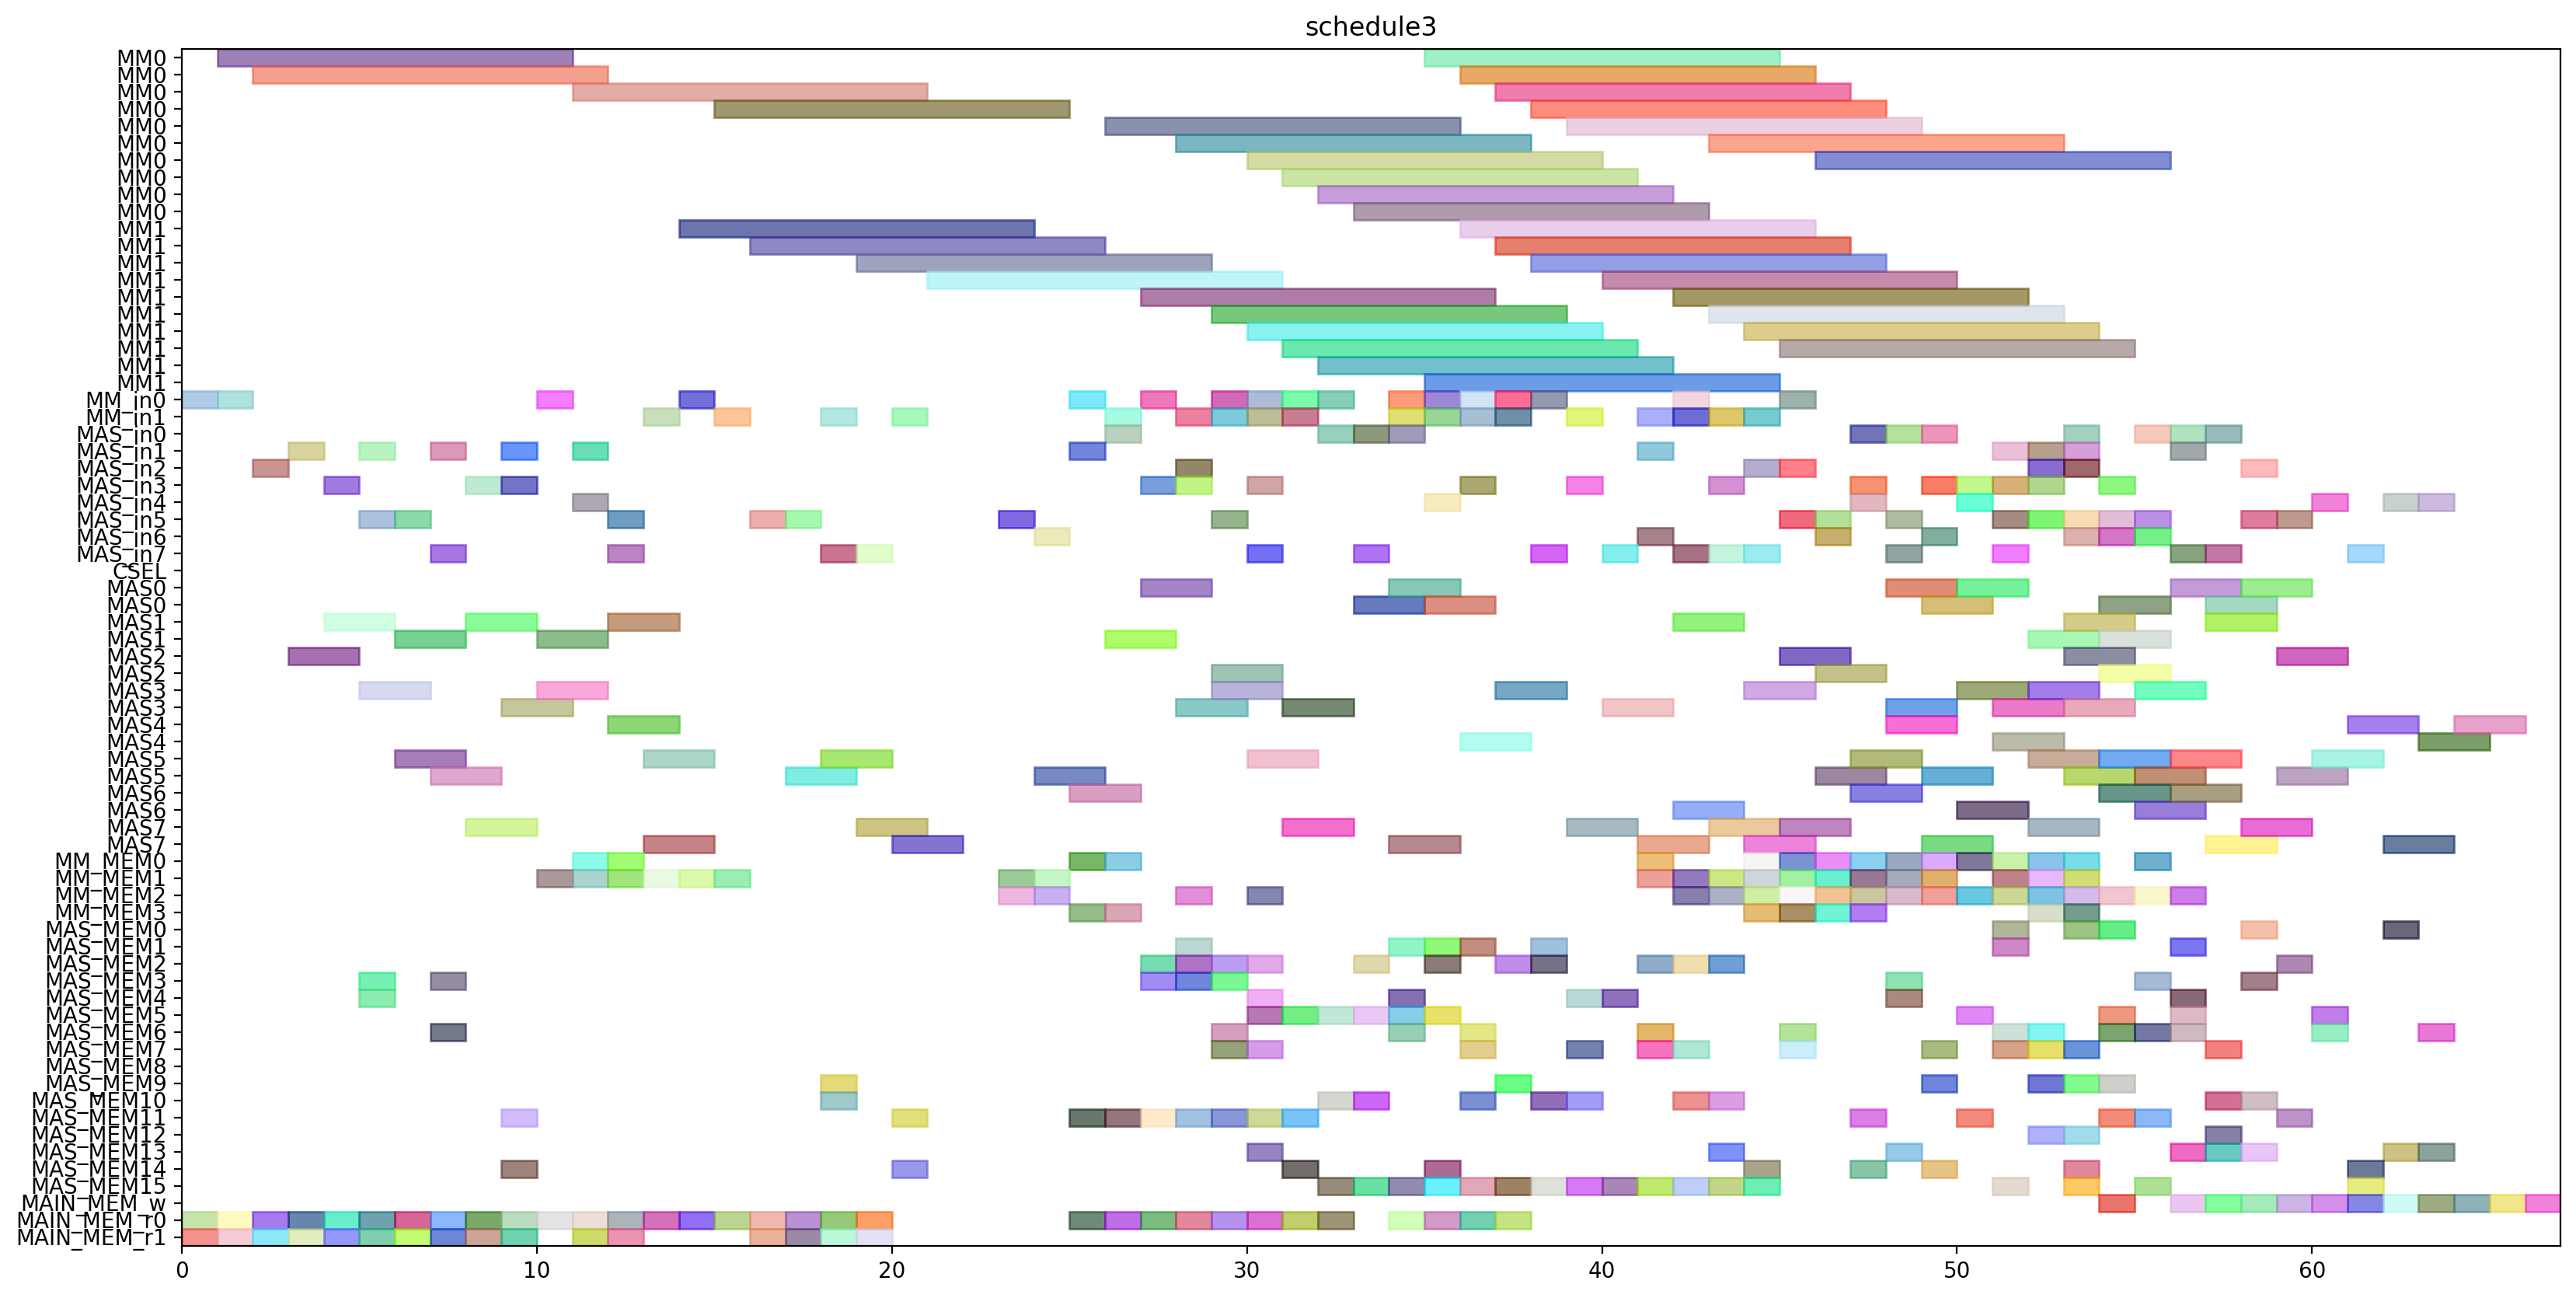 schedule3
MM0
MM0
MM0
MM0
MM0
MM0
MM0
MM0
MM0
MM0
MM1
MM1
MM1
MM1
MM1
MM1
MM1
MM1
MM1
MM1
MM_in0
MM_in1
MAS_in0
MAS_in1
MAS_in2
MAS_in3
MAS_in4
MAS_in5
MAS_in6
MAS_in7
CSEL
MAS0
MAS0
MAS1
MAS1
MAS2
MAS2
MAS3
MAS3
MAS4
MAS4
MAS5
MAS5
MAS6
MAS6
MAS7
MAS7
MM_MEM0
MM_MEM1
MM_MEM2
MM_MEM3
MAS_MEM0
MAS_MEM1
MAS_MEM2
MAS_MEM3
MAS_MEM4
MAS_MEM5
MAS_MEM6
MAS_MEM7
MAS_MEM8
MAS_MEM9
MAS_MEM10
MAS_MEM11
MAS_MEM12
MAS_MEM13
MAS_MEM14
MAS_MEM15
MAIN_MEM_w
MAIN_MEM_r0
MAIN_MEM_r1
0 10 20 30 40 50 60